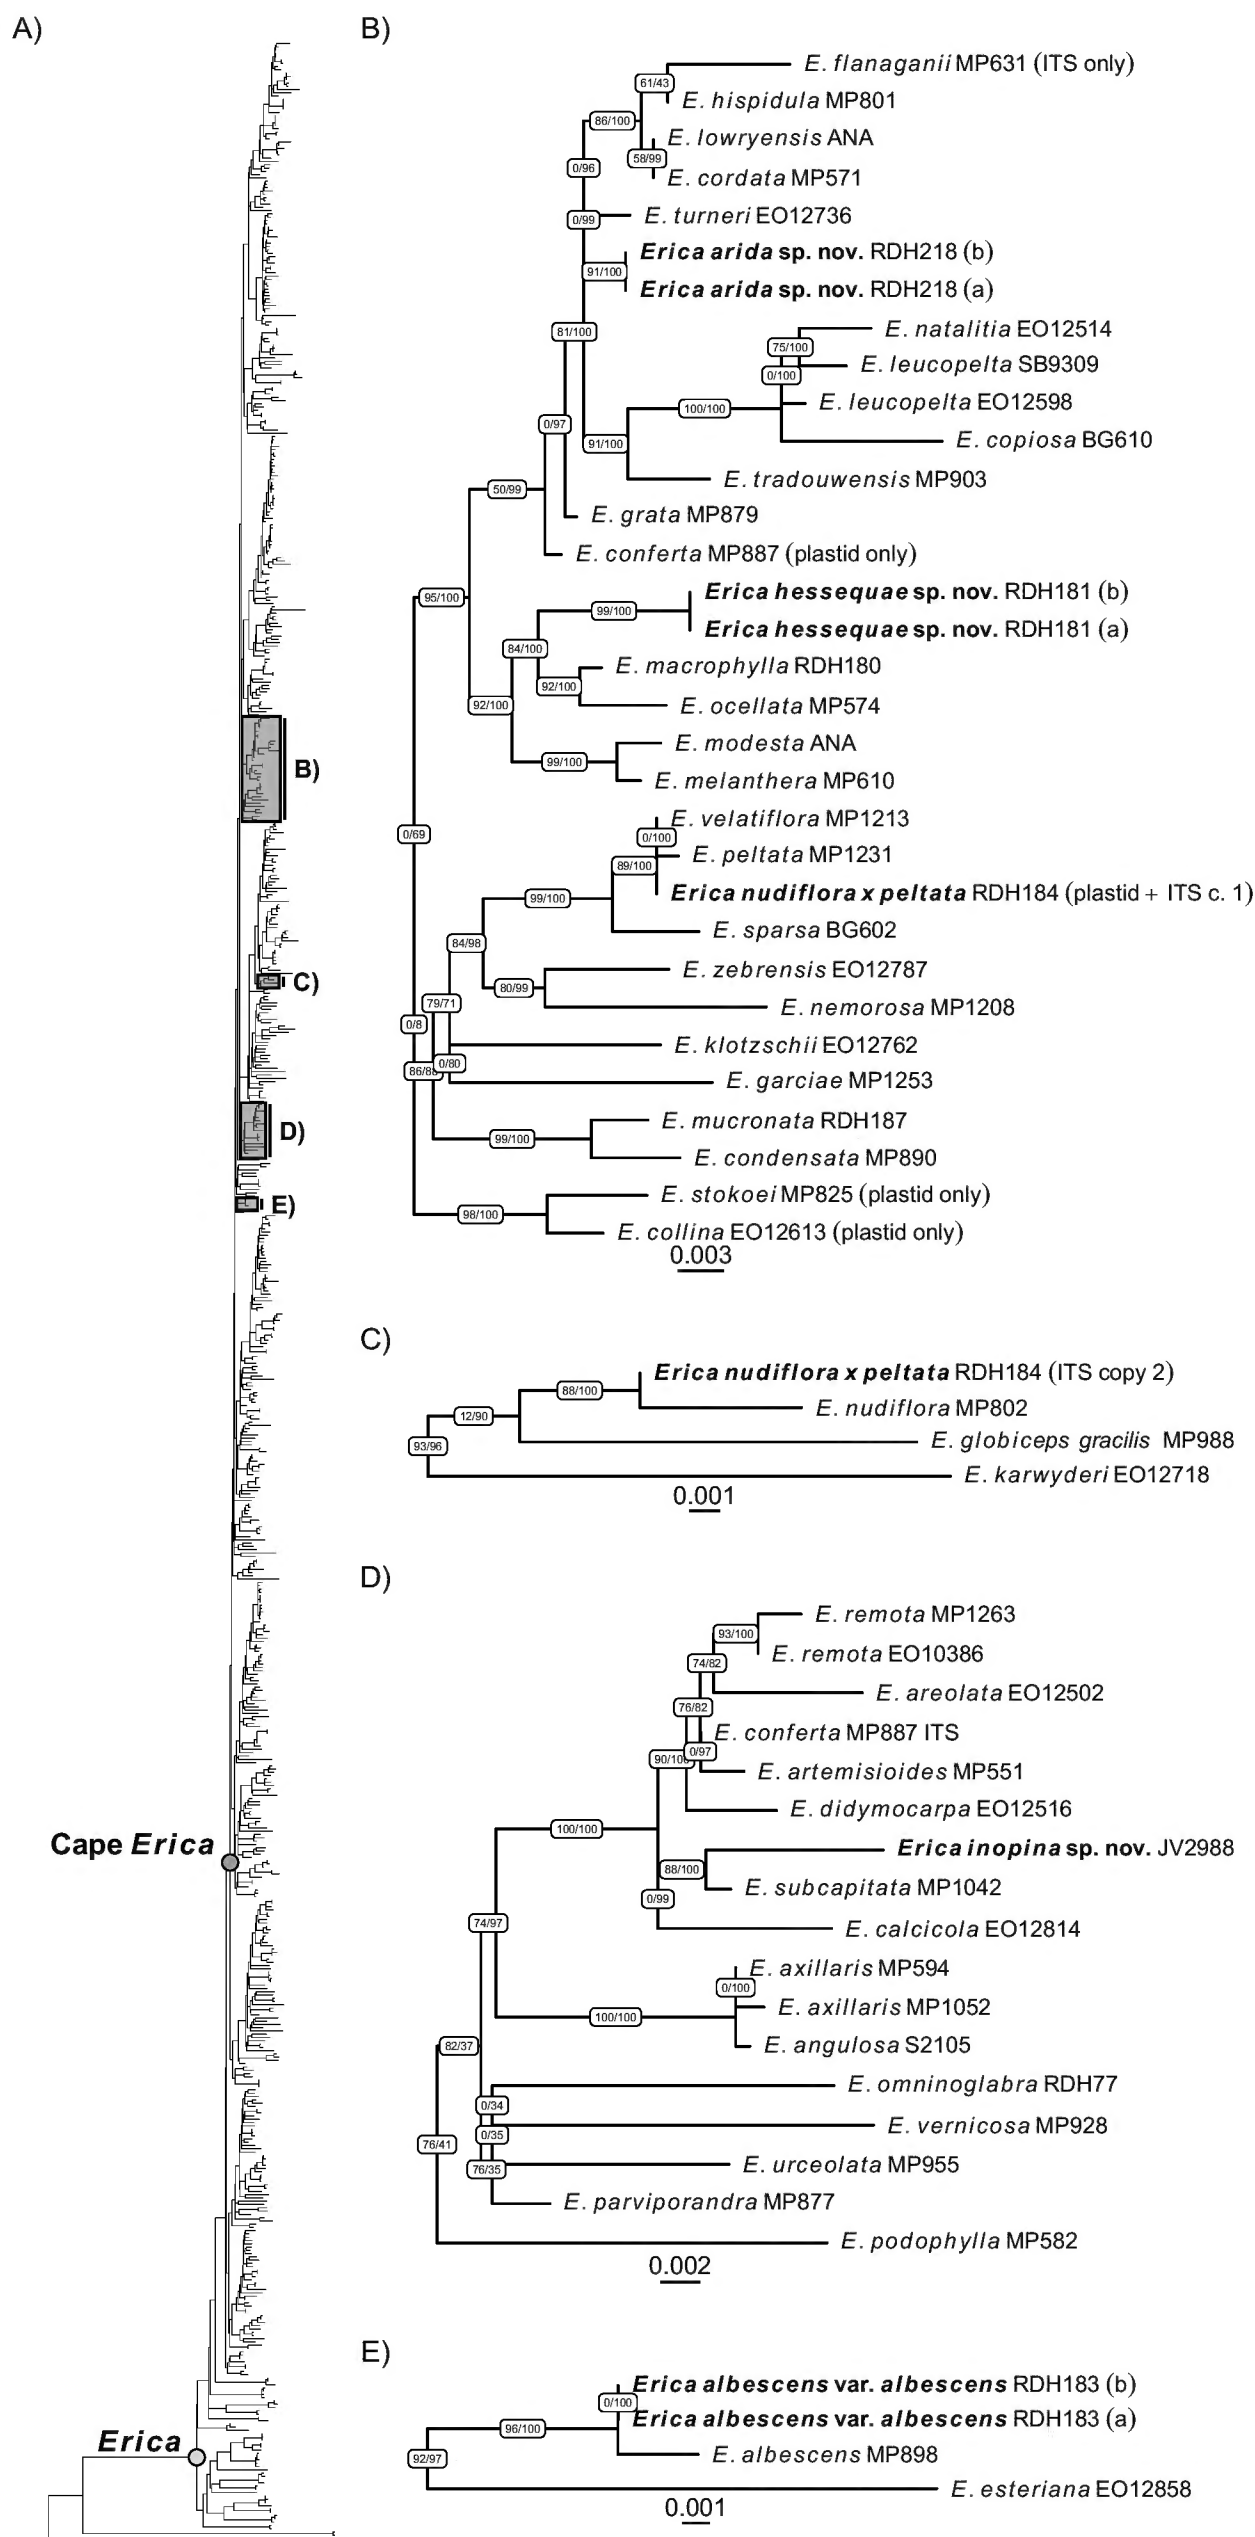 A)
B)
C)
D)
E)
Cape Erica
Erica
B)
E. flanaganii MP631 (ITS only)
61/43
E. hispidula MP801
86/100
E. lowryensis ANA
58/99
0/96
E. cordata MP571
0/99
E. turneri EO12736
Erica arida sp. nov. RDH218 (b)
91/100
Erica arida sp. nov. RDH218 (a)
81/100
E. natalitia EO12514
75/100
E. leucopelta SB9309
0/100
E. leucopelta EO12598
100/100
0/97
91/100
E. copiosa BG610
E. tradouwensis MP903
50/99
E. grata MP879
E. conferta MP887 (plastid only)
95/100
Erica hessequae sp. nov. RDH181 (b)
99/100
Erica hessequae sp. nov. RDH181 (a)
84/100
E. macrophylla RDH180
92/100
92/100
E. ocellata MP574
E. modesta ANA
99/100
E. melanthera MP610
E. velatiflora MP1213
0/69
0/100
E. peltata MP1231
89/100
Erica nudiflora x peltata RDH184 (plastid + ITS c. 1)
99/100
E. sparsa BG602
84/98
E. zebrensis EO12787
80/99
79/71
E. nemorosa MP1208
0/8
E. klotzschii EO12762
0/80
E. garciae MP1253
E. mucronata RDH187
99/100
E. condensata MP890
E. stokoei MP825 (plastid only)
98/100
E. collina EO12613 (plastid only)
0.003
C)
Erica nudiflora x peltata RDH184 (ITS copy 2)
88/100
E. nudiflora MP802
12/90
E. globiceps gracilis MP988
93/96
E. karwyderi EO12718
0.001
D)
E. remota MP1263
93/100
E. remota EO10386
74/82
E. areolata EO12502
76/82
E. conferta MP887 ITS
0/97
E. artemisioides MP551
E. didymocarpa EO12516
100/100
Erica inopina sp. nov. JV2988
88/100
E. subcapitata MP1042
0/99
74/97
E. calcicola EO12814
E. axillaris MP594
0/100
E. axillaris MP1052
100/100
E. angulosa S2105
82/37
E. omninoglabra RDH77
0/34
E. vernicosa MP928
0/35
76/41
E. urceolata MP955
76/35
E. parviporandra MP877
E. podophylla MP582
0.002
E)
Erica albescens var. albescens RDH183 (b)
0/100
Erica albescens var. albescens RDH183 (a)
96/100
E. albescens MP898
92/97
E. esteriana EO12858
0.001